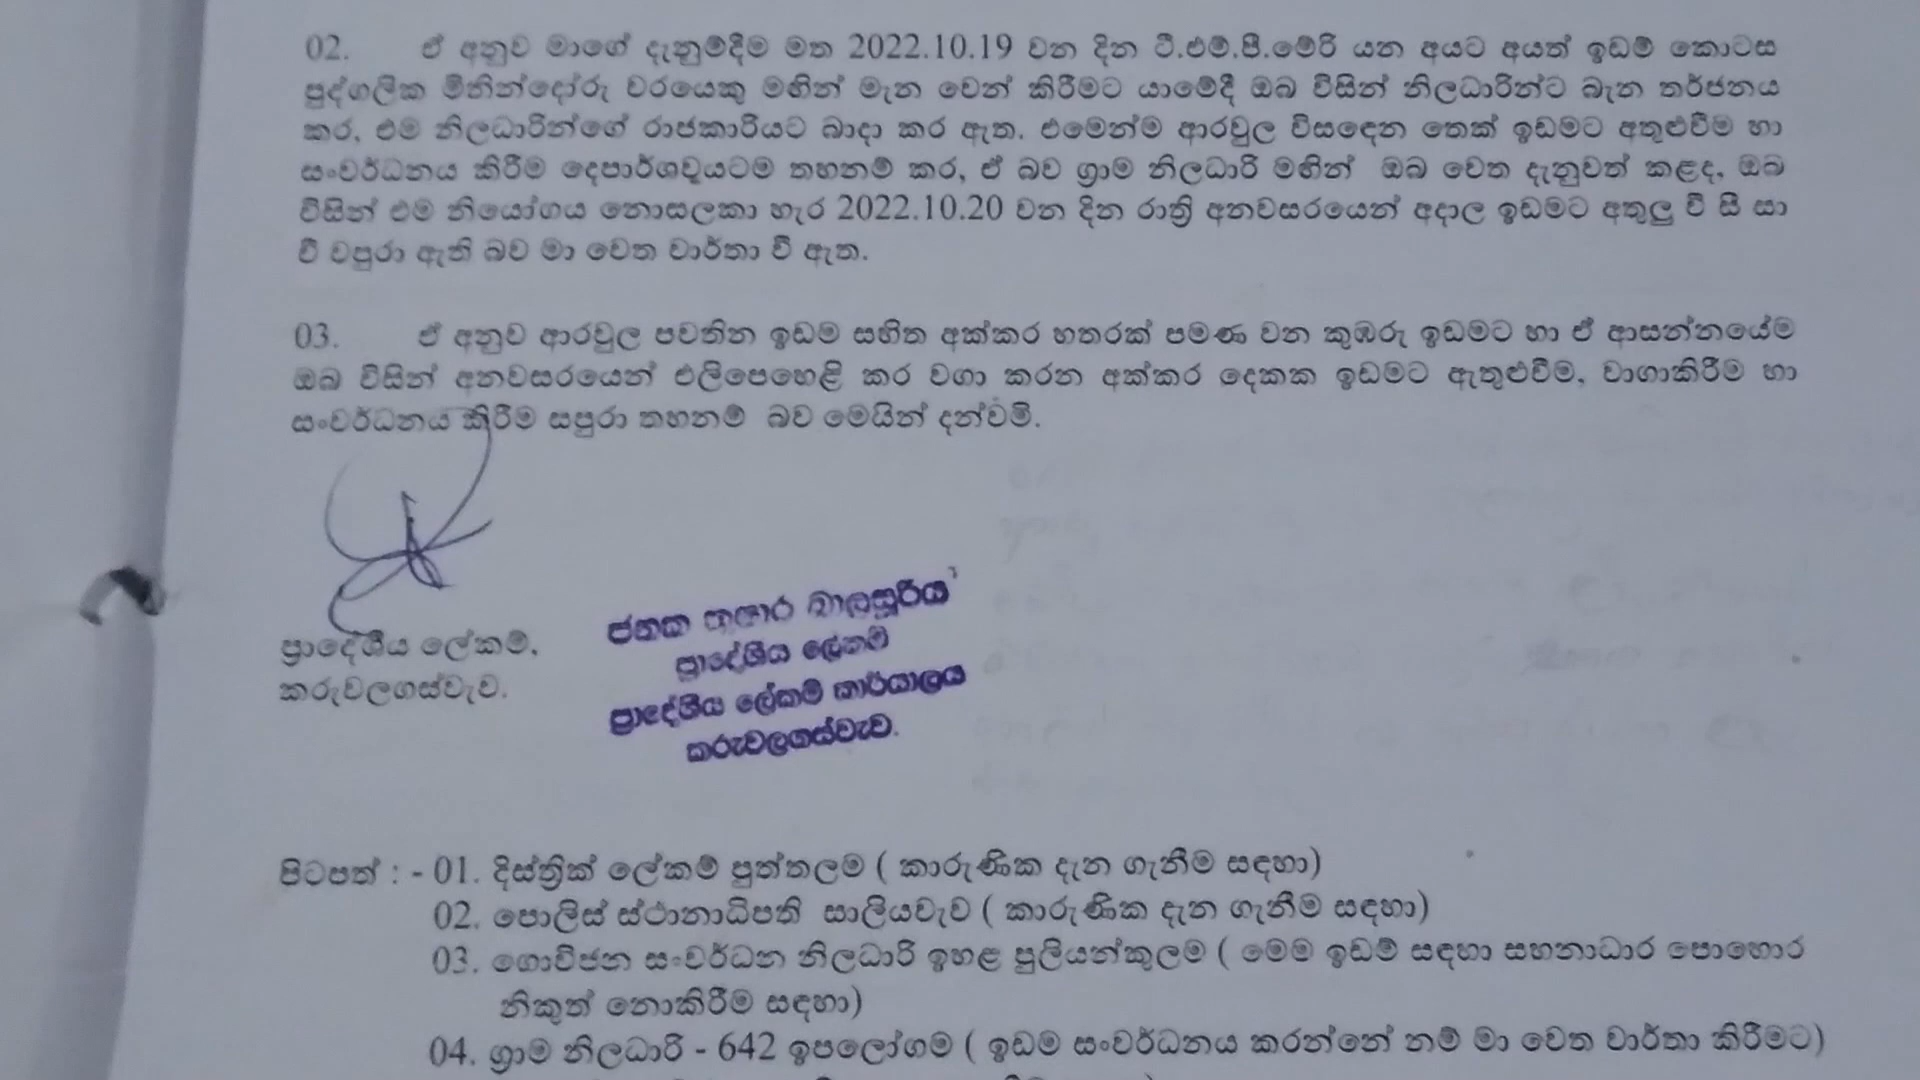 02. ඒ අනුව මාගේ දැනුම්දීම මත 2022.10.19 වන දින ටී.එම්.පී.මේරි යන අයට අයත් ඉඩම් කොටස
පුද්ගලික මිනින්දෝරු වරයෙකු මඟින් මැන වෙන් කිරීමට යාමේදී ඔබ විසින් නිලධාරින්ට බැන තර්ජනය
කර, එම නිලධාරින්ගේ රාජකාරියට බාදා කර ඇත. එමෙන්ම ආරවුල විසඳෙන තෙක් ඉඩමට අතුළුවීම හා
සංවර්ධනය කිරීම දෙපාර්ශවයටම තහනම් කර, ඒ බව ග්‍රාම නිලධාරි මඟින් ඔබ වෙත දැනුවත් කළද, ඔබ
විසින් එම නියෝගය නොසලකා හැර 2022.10.20 වන දින රාත්‍රි අනවසරයෙන් අදාල ඉඩමට අතුලු වී සී සා
වී වපුරා ඇති බව මා වෙත වාර්තා වී ඇත.
03. ඒ අනුව ආරවුල පවතින ඉඩම සහිත අක්කර හතරක් පමණ වන කුඹුරු ඉඩමට හා ඒ ආසන්නයේම
ඔබ විසින් අනවසරයෙන් එලිපෙහෙළි කර වගා කරන අක්කර දෙකක ඉඩමට ඇතුළුවීම, වාගාකිරීම හා
සංවර්ධනය කිරීම සපුරා තහනම් බව මෙයින් දන්වමි.
ප්‍රාදේශීය ලේකම්,
කරුවලගස්වැව.
ජනක බාලසූරිය
ප්‍රාදේශීය ලේකම්
ප්‍රාදේශීය ලේකම් කාර්යාලය
කරුවලගස්වැව.
පිටපත් : - 01. දිස්ත්‍රික් ලේකම් පුත්තලම ( කාරුණික දැන ගැනීම සඳහා)
02. පොලිස් ස්ථානාධිපති සාලියවැව ( කාරුණික දැන ගැනීම සඳහා)
03. ගොවිජන සංවර්ධන නිලධාරි ඉහළ පුලියන්කුලම ( මෙම ඉඩම් සඳහා සහනාධාර පොහොර
නිකුත් නොකිරීම සඳහා)
04. ග්‍රාම නිලධාරි - 642 ඉපලෝගම ( ඉඩම සංවර්ධනය කරන්නේ නම් මා වෙත වාර්තා කිරීමට)